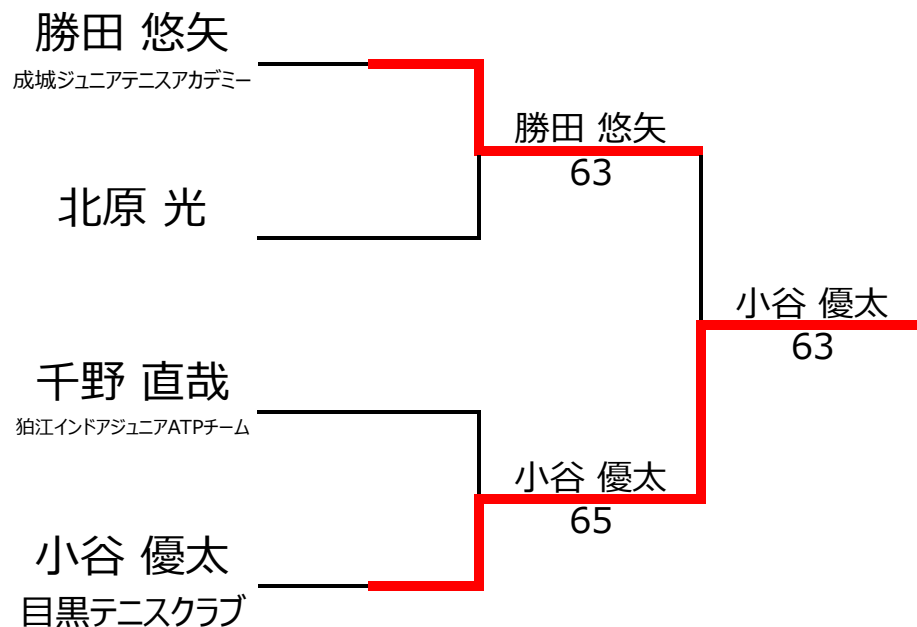 勝田 悠矢
成城ジュニアテニスアカデミー
勝田 悠矢
63
北原 光
小谷 優太
63
千野 直哉
狛江インドアジュニアATPチーム
小谷 優太
65
小谷 優太
目黒テニスクラブ